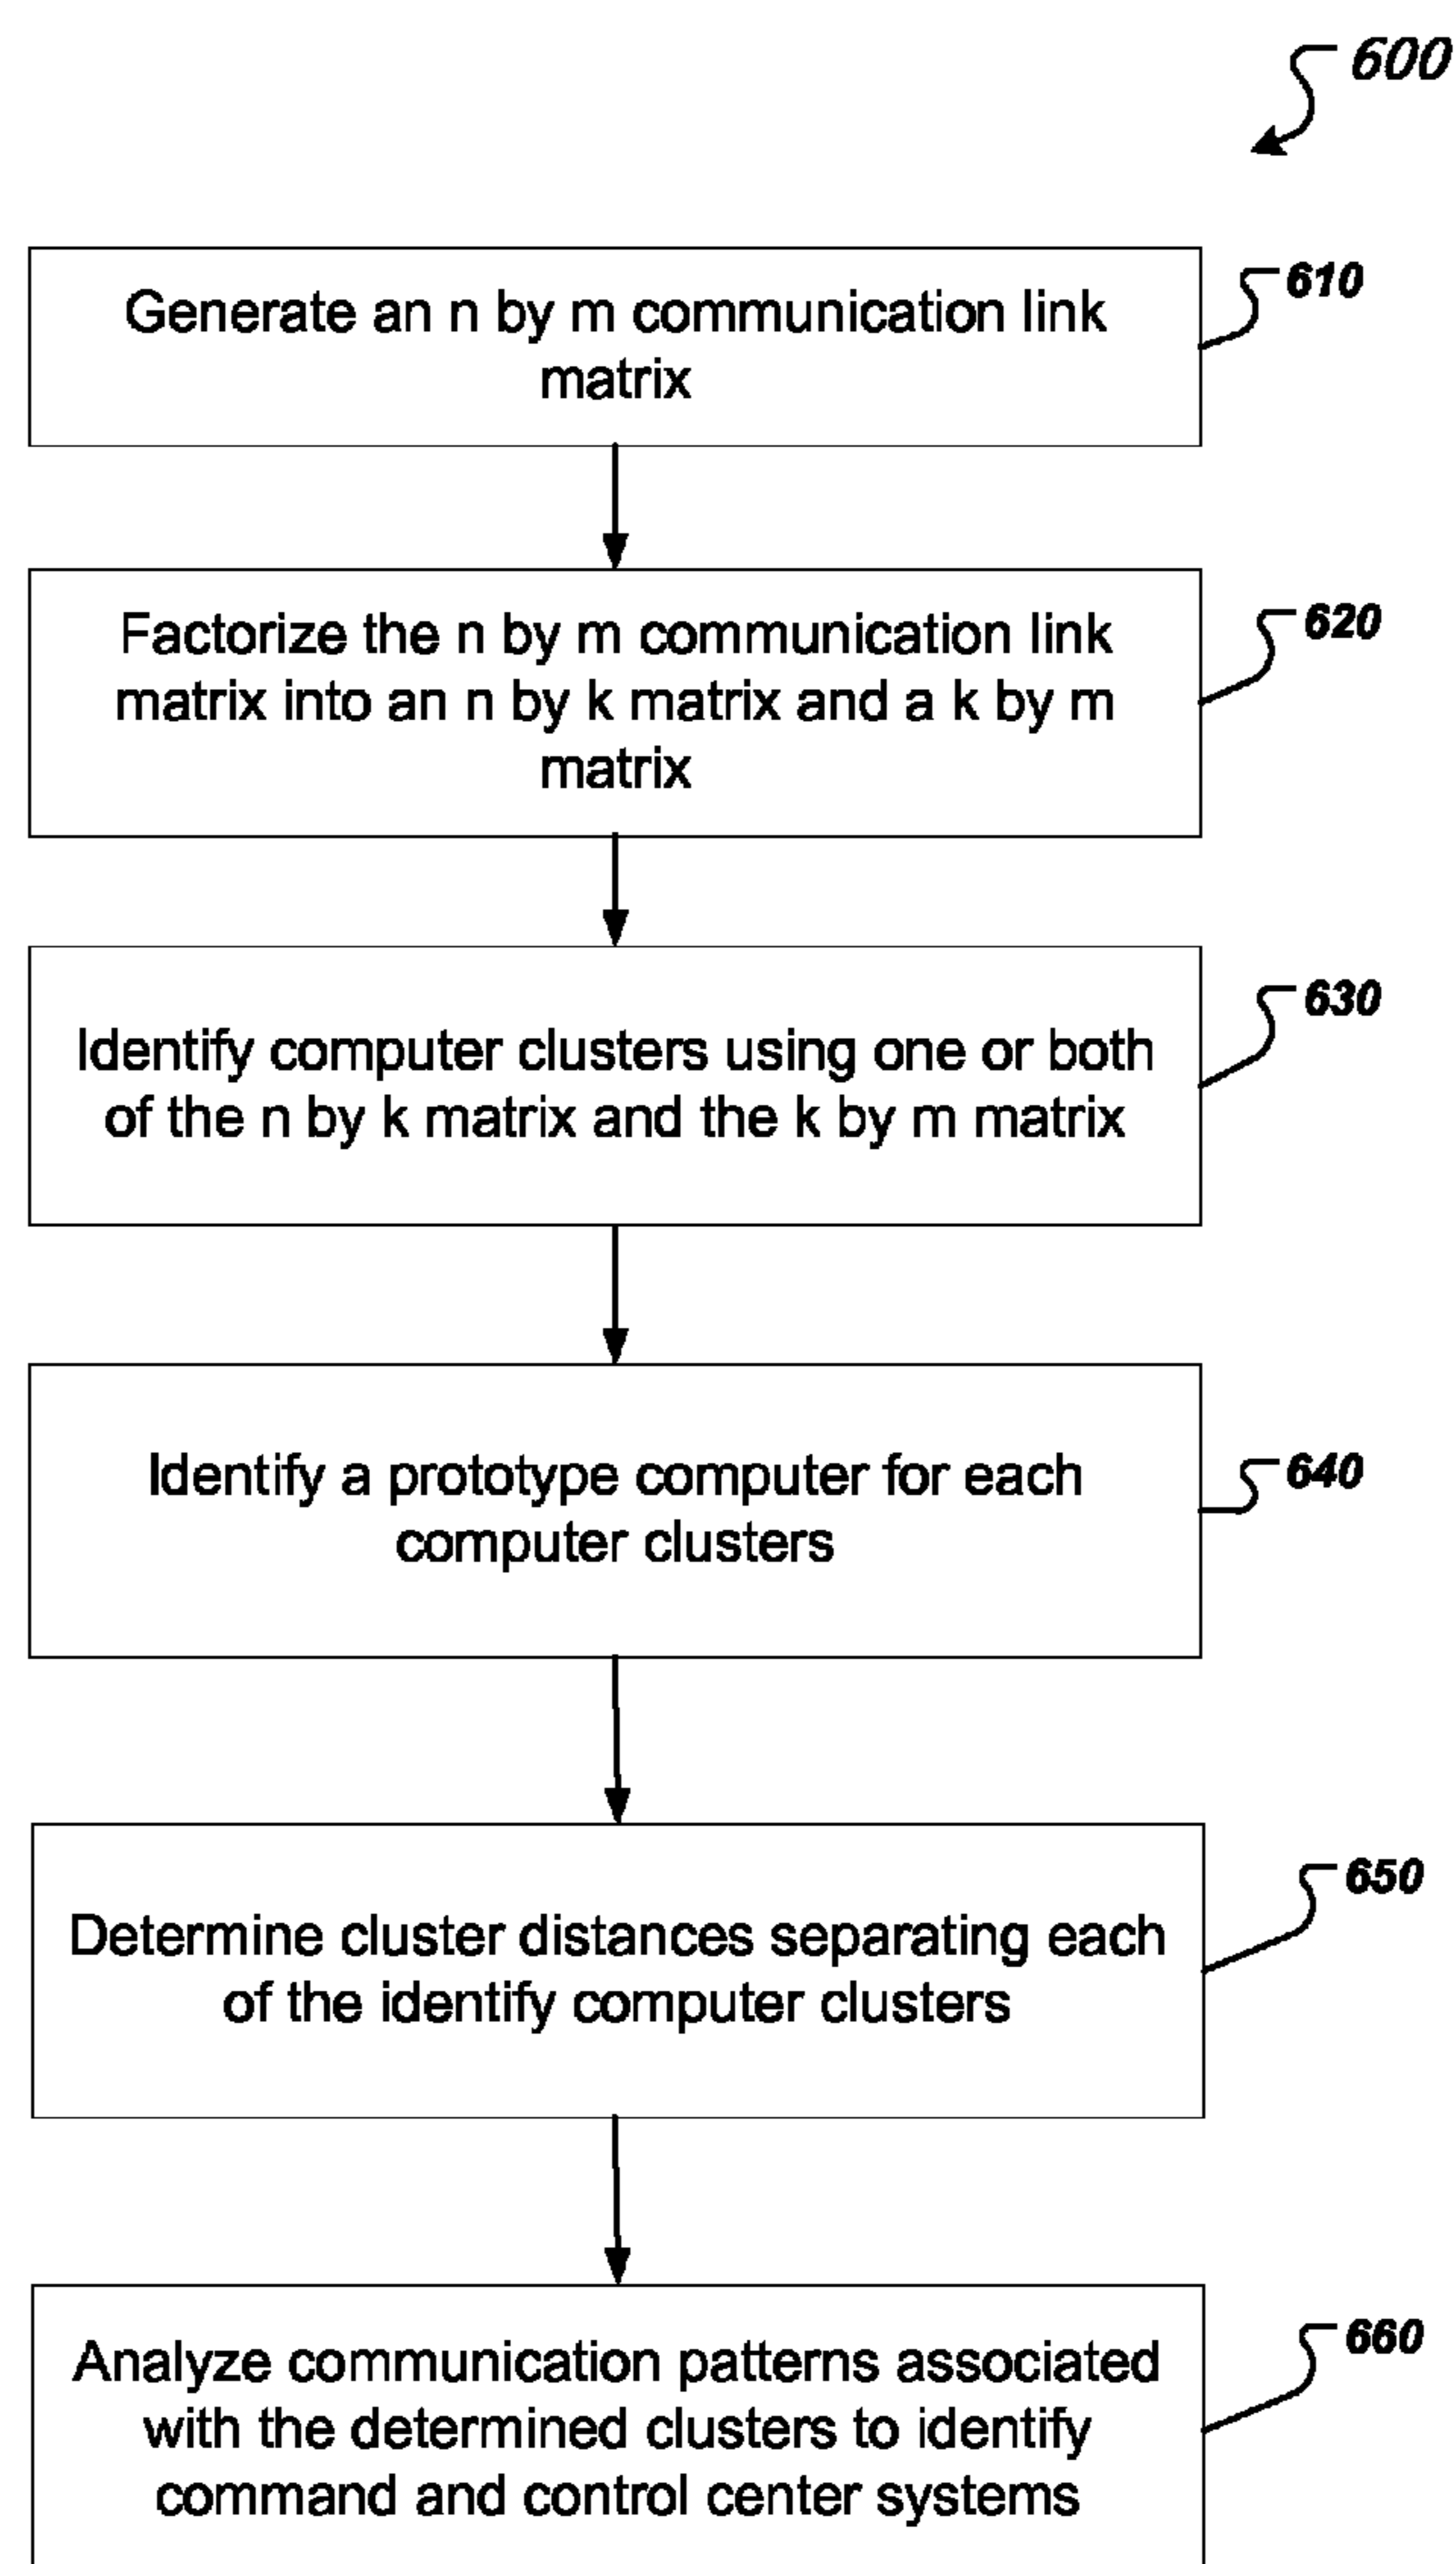 600
Generate an n by m communication link
matrix
610
Factorize the n by m communication link
matrix into an n by k matrix and a k by m
matrix
620
Identify computer clusters using one or both
of the n by k matrix and the k by m matrix
630
Identify a prototype computer for each
computer clusters
640
Determine cluster distances separating each
of the identify computer clusters
650
Analyze communication patterns associated
with the determined clusters to identify
command and control center systems
660